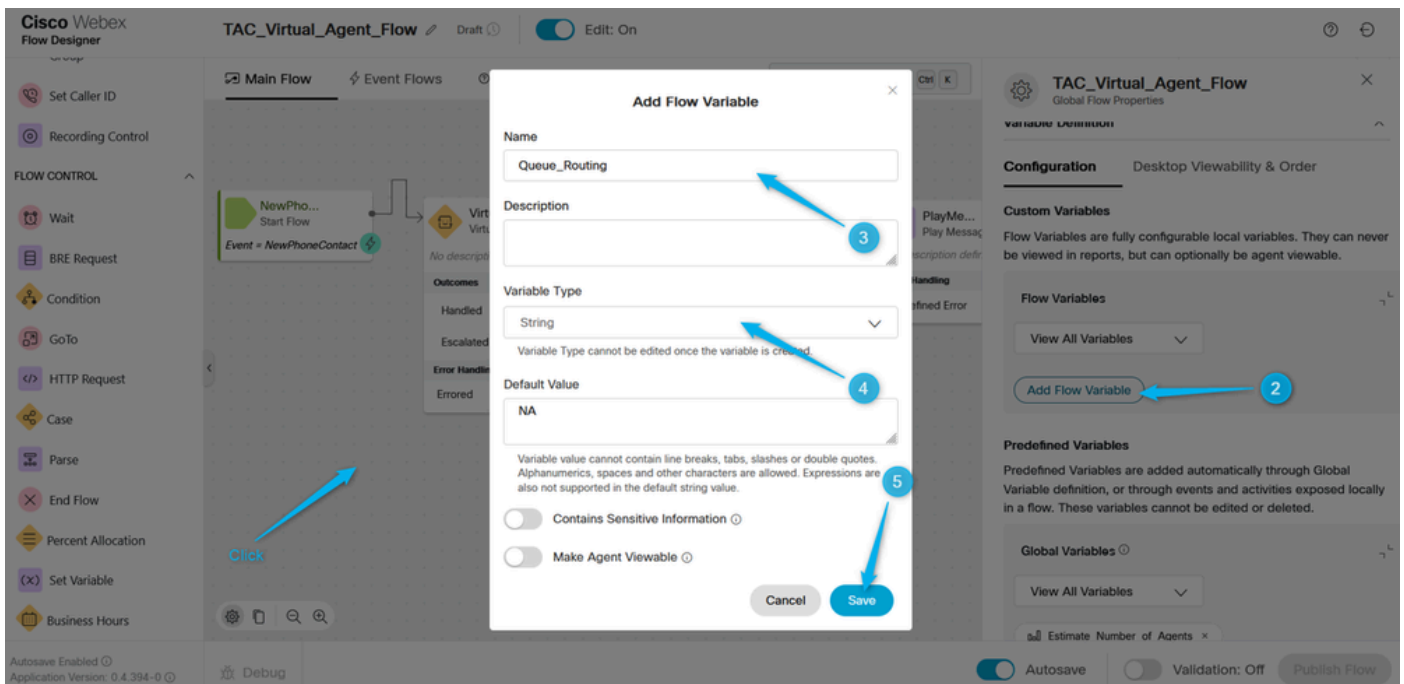 Cisco Webex
Flow Designer
TAC_Virtual_Agent_Flow
Draft
Edit: On
Set Caller ID
Recording Control
FLOW CONTROL
Wait
BRE Request
Condition
GoTo
HTTP Request
Case
Parse
End Flow
Percent Allocation
Set Variable
Business Hours
Autosave Enabled
Application Version: 0.4.394-0
Main Flow
Event Flows
Ctrl K
NewPho...
Start Flow
Event = NewPhoneContact
Virt
Virtu
No descripti
Outcomes
Handled
Escalated
Error Handlin
Errored
Click
Debug
Add Flow Variable
Name
Queue_Routing
3
Description
Variable Type
String
Variable Type cannot be edited once the variable is created.
4
Default Value
NA
Variable value cannot contain line breaks, tabs, slashes or double quotes.
Alphanumerics, spaces and other characters are allowed. Expressions are
also not supported in the default string value.
5
Contains Sensitive Information
Make Agent Viewable
Cancel
Save
PlayMe...
Play Messag
scription defin
Handling
efined Error
TAC_Virtual_Agent_Flow
Global Flow Properties
Variable Definition
Configuration
Desktop Viewability & Order
Custom Variables
Flow Variables are fully configurable local variables. They can never
be viewed in reports, but can optionally be agent viewable.
Flow Variables
View All Variables
Add Flow Variable
2
Predefined Variables
Predefined Variables are added automatically through Global
Variable definition, or through events and activities exposed locally
in a flow. These variables cannot be edited or deleted.
Global Variables
View All Variables
Estimate Number of Agents ×
Autosave
Validation: Off
Publish Flow